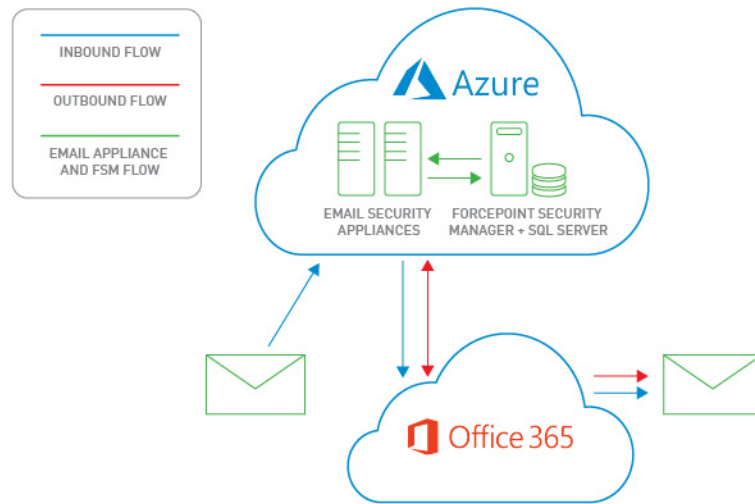 INBOUND FLOW
OUTBOUND FLOW
EMAIL APPLIANCE
AND FSM FLOW
Azure
EMAIL SECURITY
APPLIANCES
FORCEPOINT SECURITY
MANAGER + SQL SERVER
Office 365